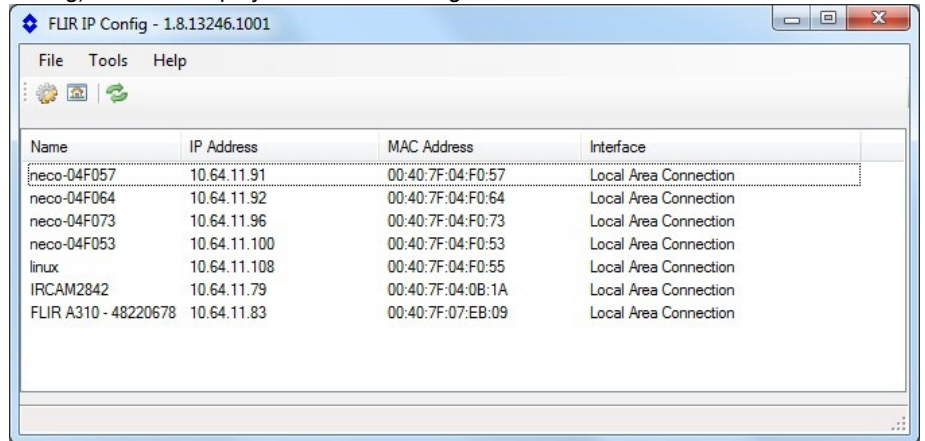 FLIR IP Config - 1.8.13246.1001
File Tools Help
Name IP Address MAC Address Interface
neco-04F057 10.64.11.91 00:40:7F:04:F0:57 Local Area Connection
neco-04F064 10.64.11.92 00:40:7F:04:F0:64 Local Area Connection
neco-04F073 10.64.11.96 00:40:7F:04:F0:73 Local Area Connection
neco-04F053 10.64.11.100 00:40:7F:04:F0:53 Local Area Connection
linux 10.64.11.108 00:40:7F:04:F0:55 Local Area Connection
IRCAM2842 10.64.11.79 00:40:7F:04:0B:1A Local Area Connection
FLIR A310 - 48220678 10.64.11.83 00:40:7F:07:EB:09 Local Area Connection